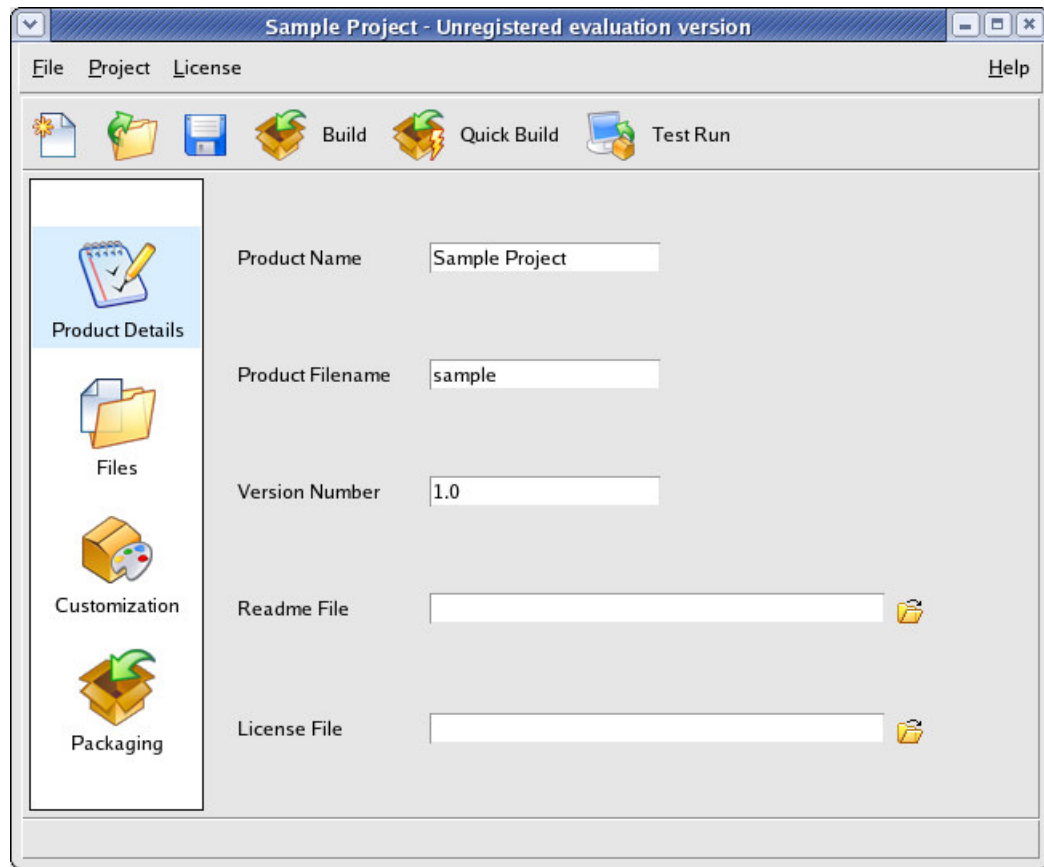 Sample Project - Unregistered evaluation version
File Project License Help
Build Quick Build Test Run
Product Details
Files
Customization
Packaging
Product Name Sample Project
Product Filename sample
Version Number 1.0
Readme File
License File